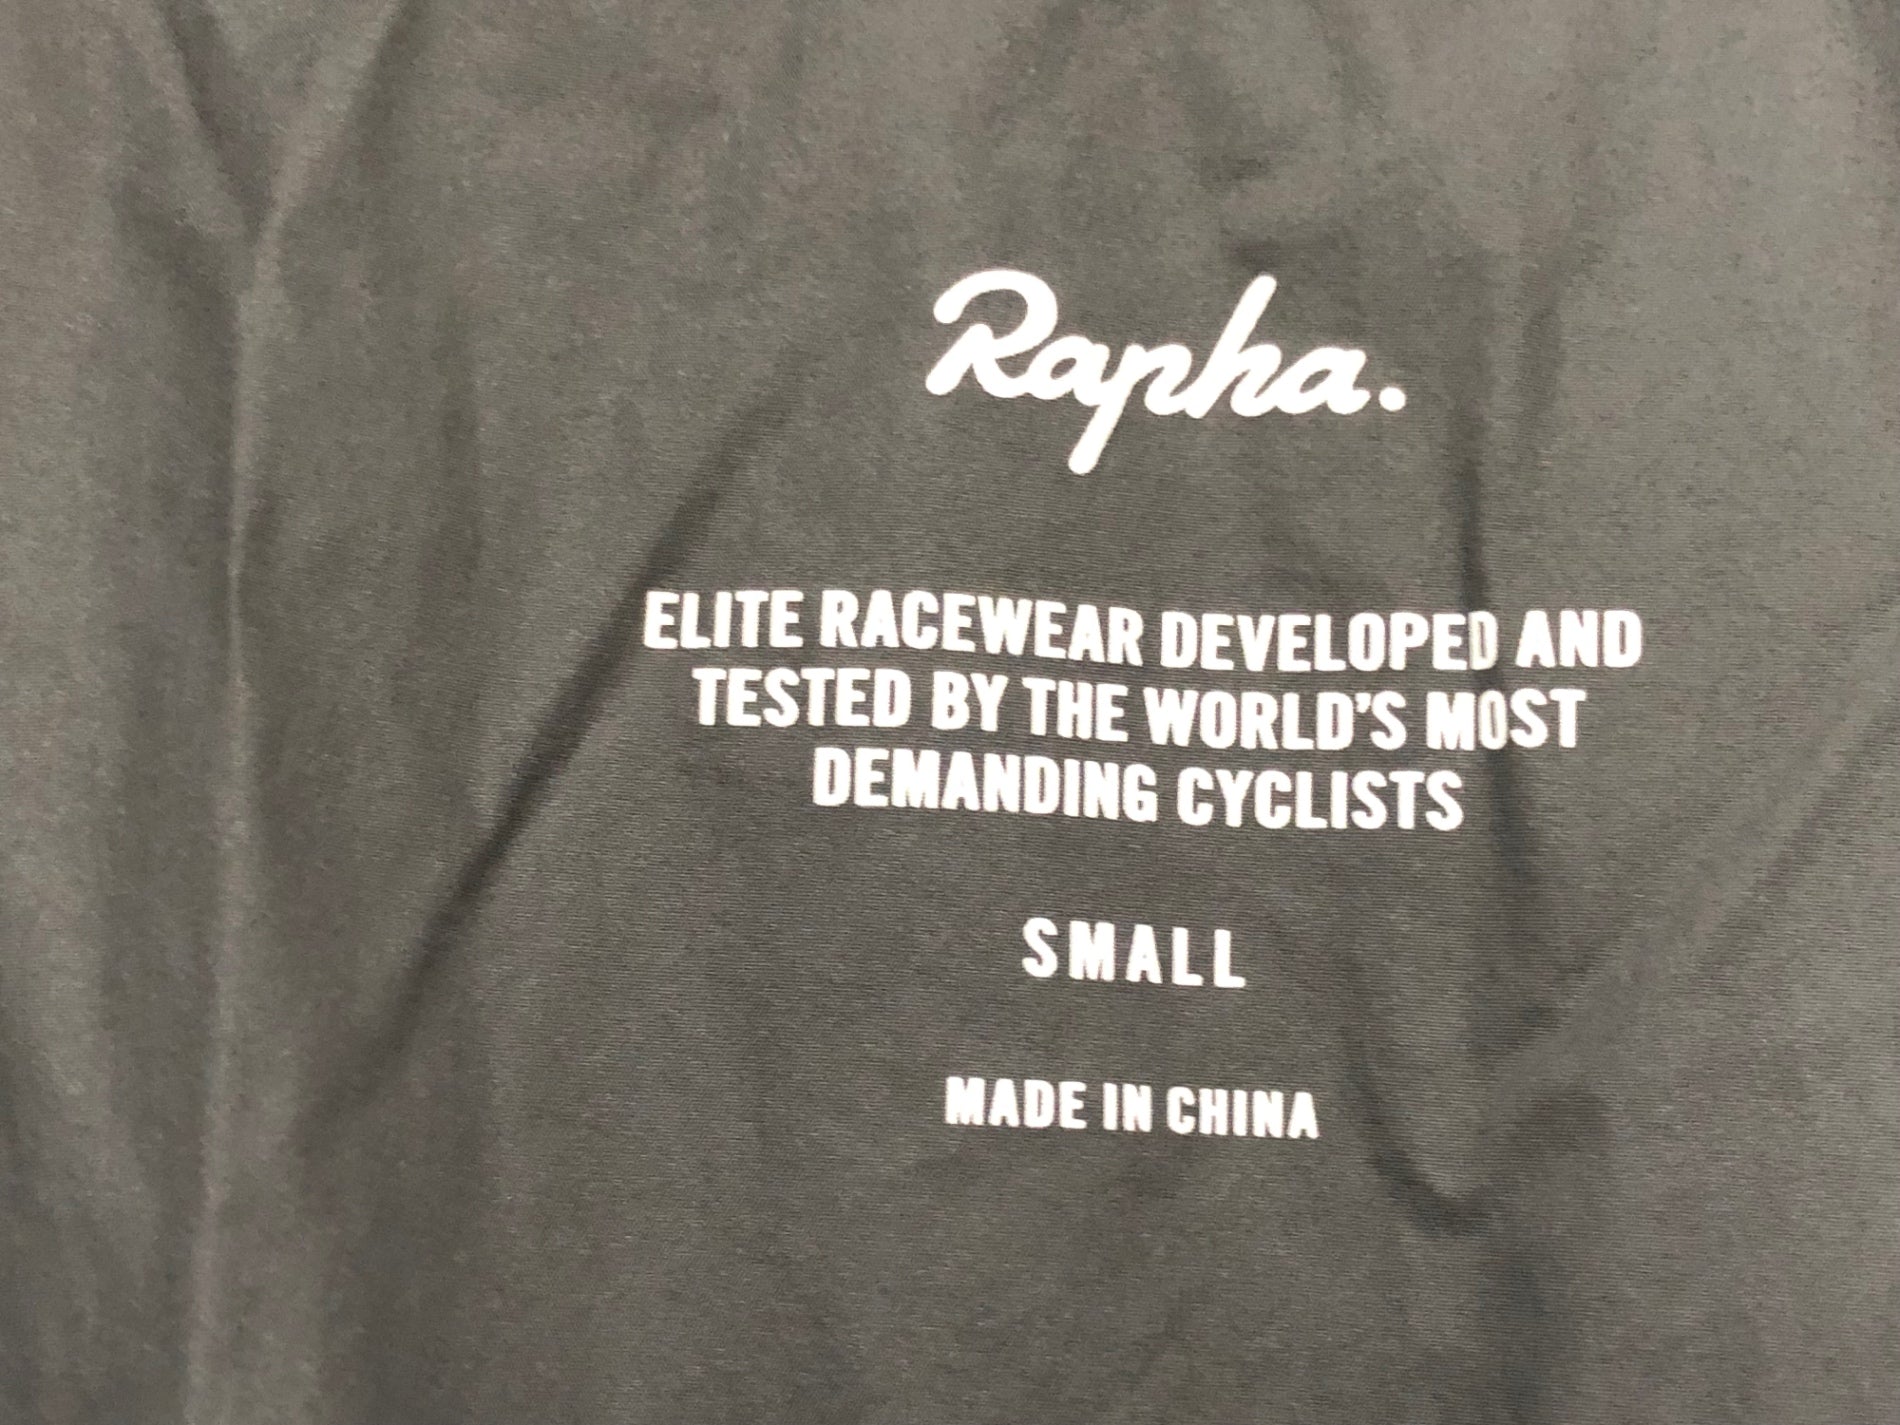 Rapha.
ELITE RACEWEAR DEVELOPED AND
TESTED BY THE WORLD'S MOST
DEMANDING CYCLISTS
SMALL
MADE IN CHINA